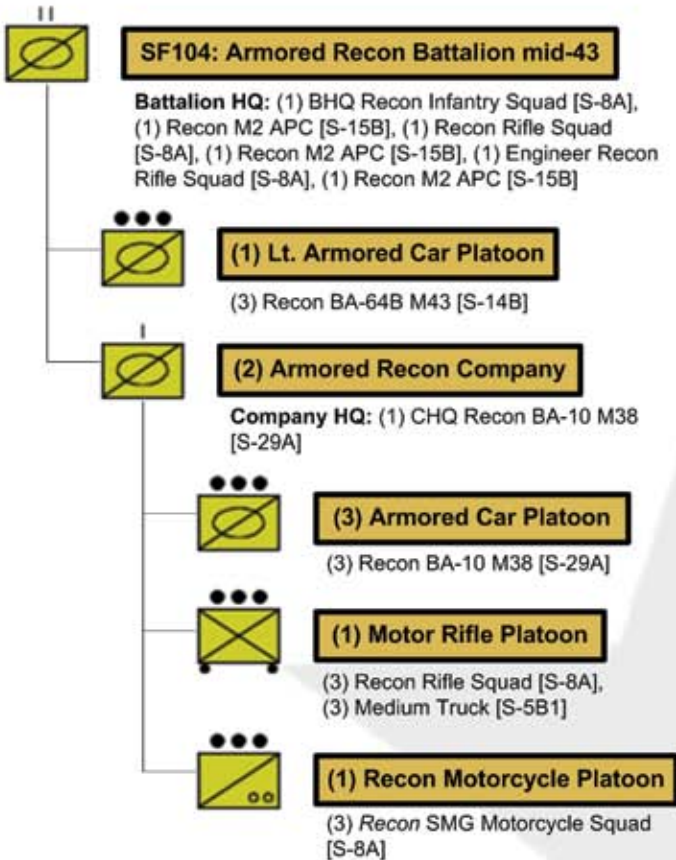 SF104: Armored Recon Battalion mid-43
Battalion HQ: (1) BHQ Recon Infantry Squad [S-8A],
(1) Recon M2 APC [S-15B], (1) Recon Rifle Squad
[S-8A], (1) Recon M2 APC [S-15B], (1) Engineer Recon
Rifle Squad [S-8A], (1) Recon M2 APC [S-15B]
(1) Lt. Armored Car Platoon
(3) Recon BA-64B M43 [S-14B]
(2) Armored Recon Company
Company HQ: (1) CHQ Recon BA-10 M38
[S-29A]
(3) Armored Car Platoon
(3) Recon BA-10 M38 [S-29A]
(1) Motor Rifle Platoon
(3) Recon Rifle Squad [S-8A],
(3) Medium Truck [S-5B1]
(1) Recon Motorcycle Platoon
(3) Recon SMG Motorcycle Squad
[S-8A]